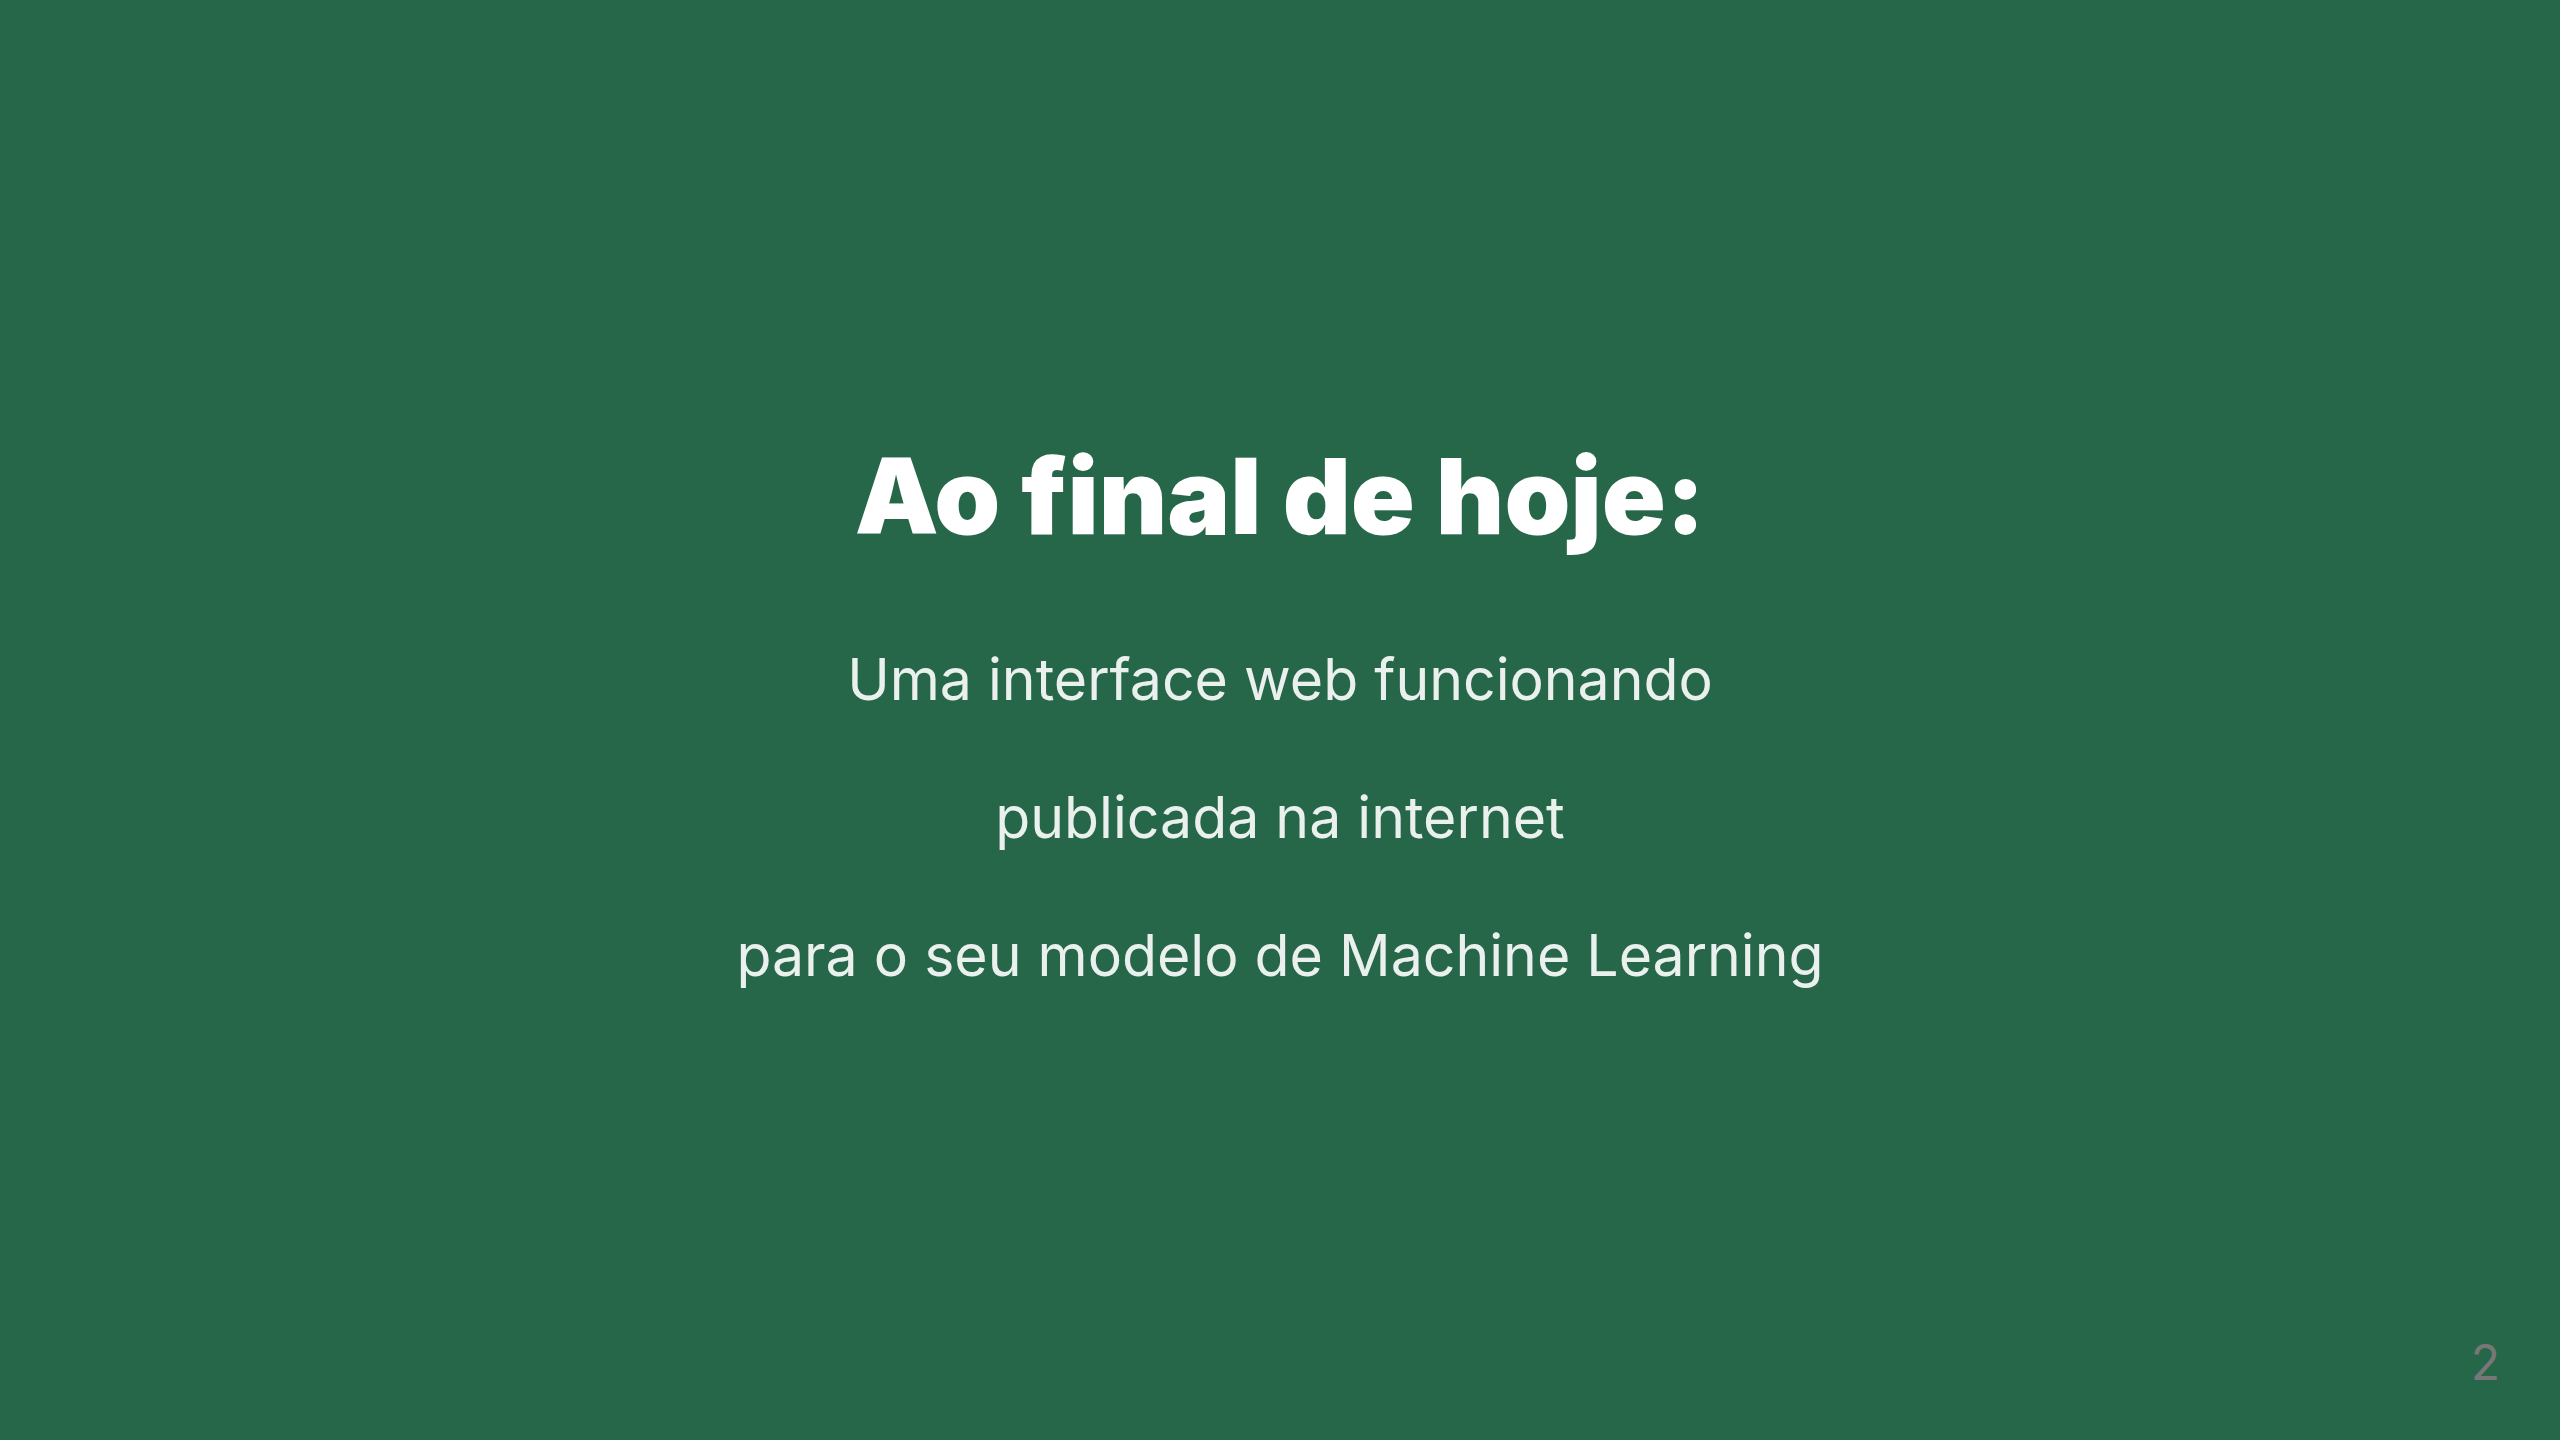 Ao final de hoje:
Uma interface web funcionando
publicada na internet
para o seu modelo de Machine Learning
2